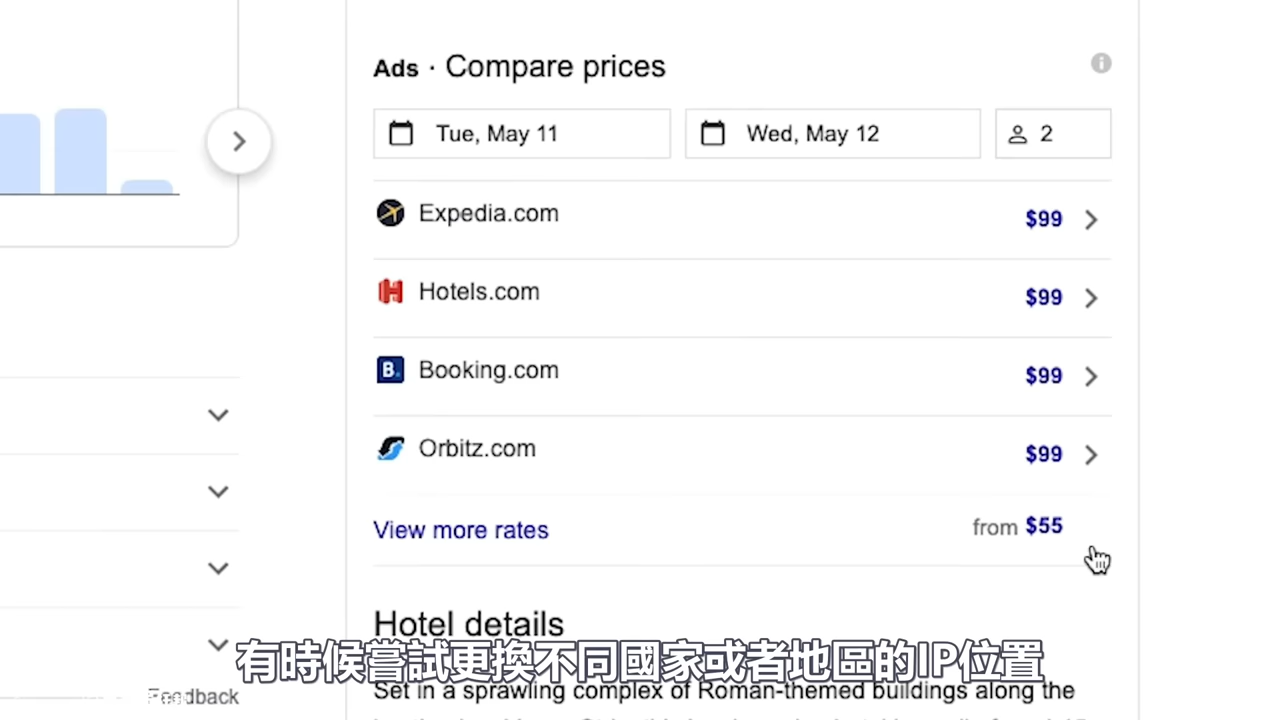 Ads · Compare prices
Tue, May 11
Wed, May 12
2
Expedia.com
$99
Hotels.com
$99
B.
Booking.com
$99
Orbitz.com
$99
View more rates
from $55
Hotel details
有時候嘗試更換不同國家或者地區的IP位置
Feedback
Set in a sprawling complex of Roman-themed buildings along the